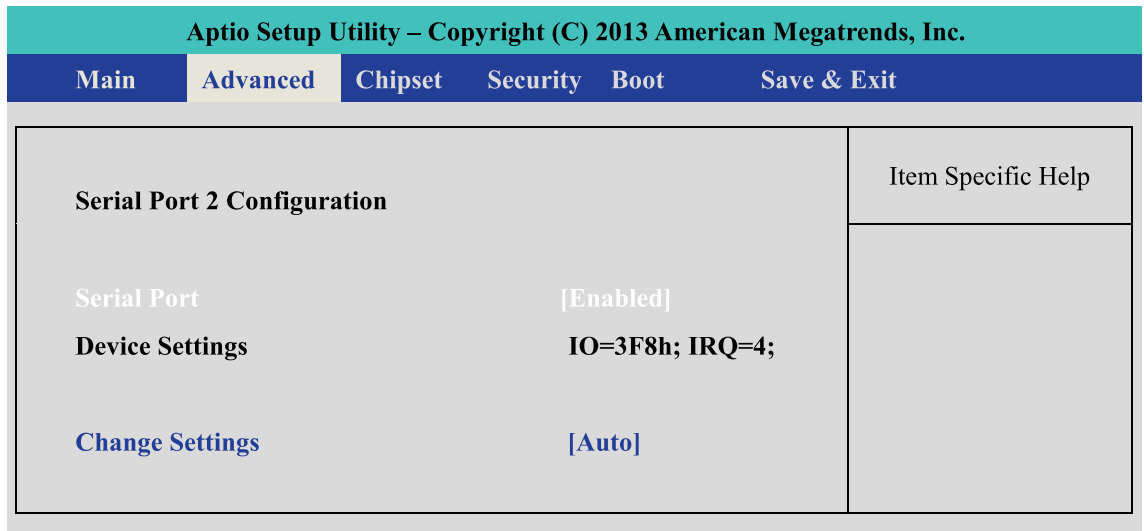 Aptio Setup Utility – Copyright (C) 2013 American Megatrends, Inc.
Main Advanced Chipset Security Boot Save & Exit
Serial Port 2 Configuration
Item Specific Help
Serial Port [Enabled]
Device Settings IO=3F8h; IRQ=4;
Change Settings [Auto]